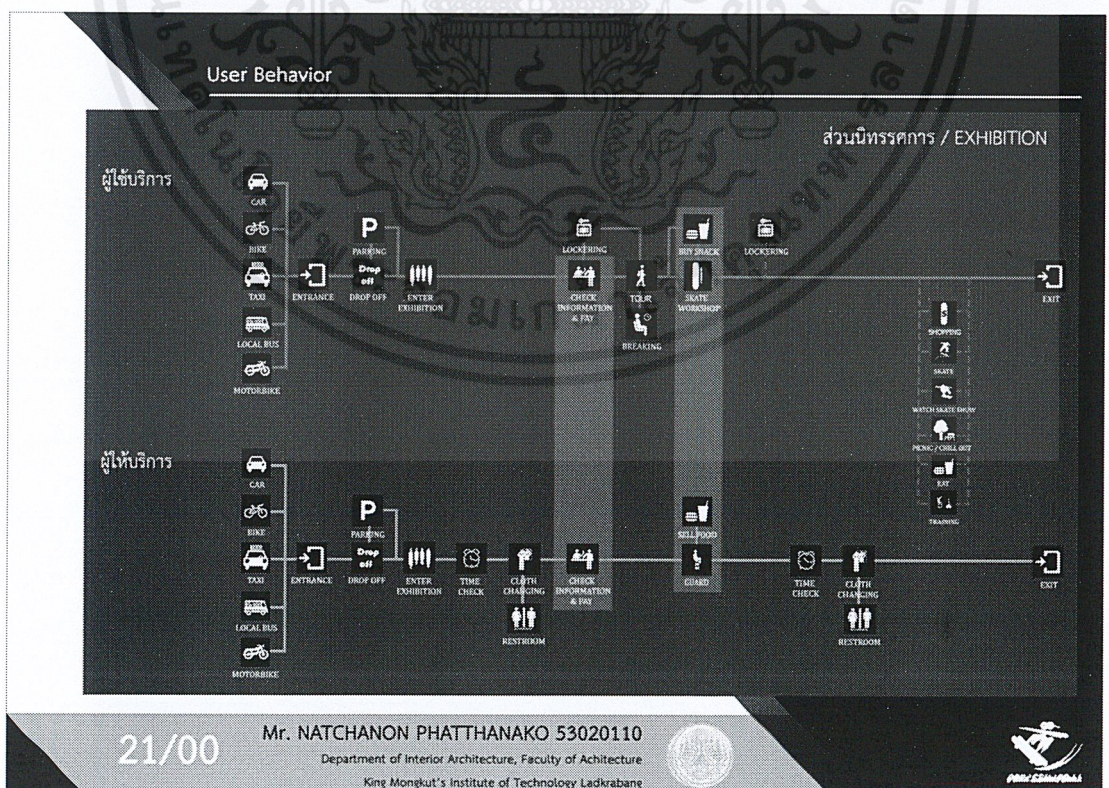 User Behavior
ส่วนนิทรรศการ / EXHIBITION
ผู้ใช้บริการ
CAR
BIKE
TAXI
LOCAL BUS
MOTORBIKE
ENTRANCE
P
PARKING
Drop
off
DROP OFF
ENTER
EXHIBITION
LOCKERING
CHECK
INFORMATION
& PAY
TOUR
BREAKING
BUY SNACK
SKATE
WORKSHOP
LOCKERING
SHOPPING
SKATE
WATCH SKATE SHOW
PICNIC / CHILL OUT
EAT
TRAINING
EXIT
ผู้ให้บริการ
CAR
BIKE
TAXI
LOCAL BUS
MOTORBIKE
ENTRANCE
P
PARKING
Drop
off
DROP OFF
ENTER
EXHIBITION
TIME
CHECK
CLOTH
CHANGING
RESTROOM
CHECK
INFORMATION
& PAY
SELL FOOD
GUARD
TIME
CHECK
CLOTH
CHANGING
RESTROOM
EXIT
21/00
Mr. NATCHANON PHATTHANAKO 53020110
Department of Interior Architecture, Faculty of Achitecture
King Mongkut's Institute of Technology Ladkrabang